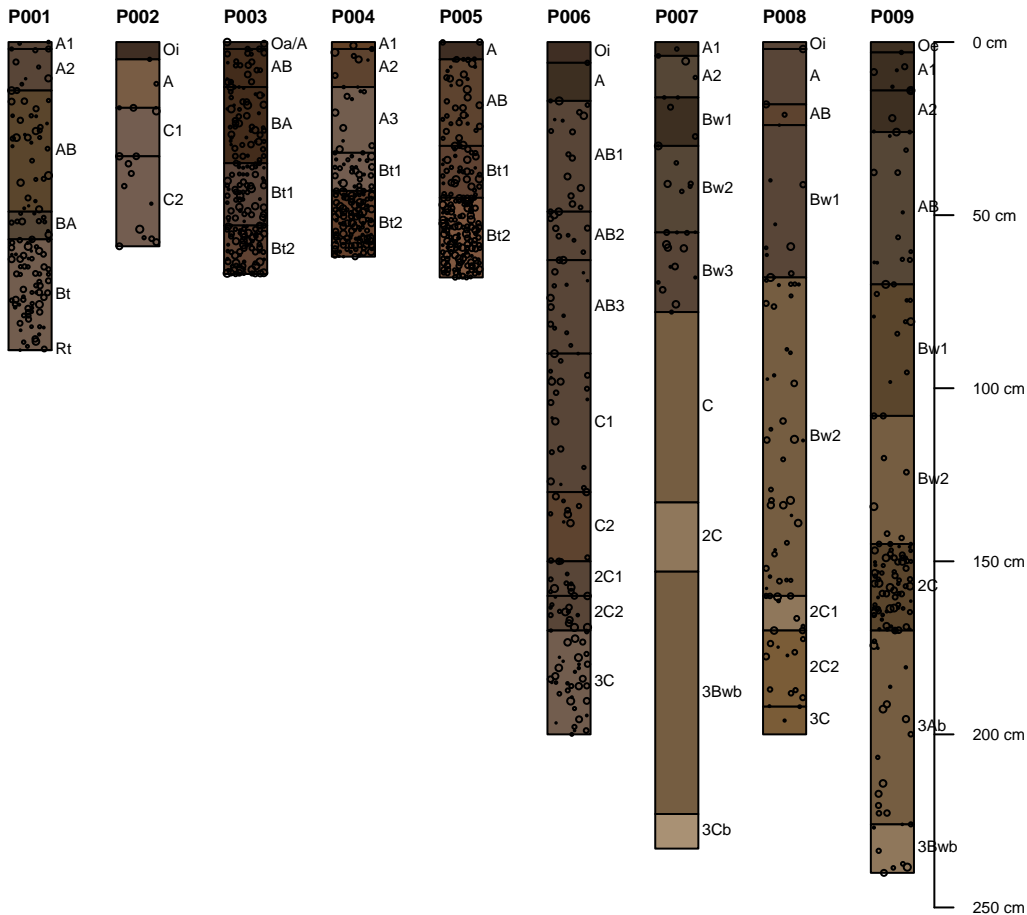 P001 P002 P003 P004 P005 P006 P007 P008 P009
A1
A2
AB
BA
Bt
Rt
Oi
A
C1
C2
Oa/A
AB
BA
Bt1
Bt2
A1
A2
A3
Bt1
Bt2
A
AB
Bt1
Bt2
Oi
A
AB1
AB2
AB3
C1
C2
2C1
2C2
3C
A1
A2
Bw1
Bw2
Bw3
C
2C
3Bwb
3Cb
Oi
A
AB
Bw1
Bw2
2C1
2C2
3C
Oe
A1
A2
AB
Bw1
Bw2
2C
3Ab
3Bwb
0 cm
50 cm
100 cm
150 cm
200 cm
250 cm